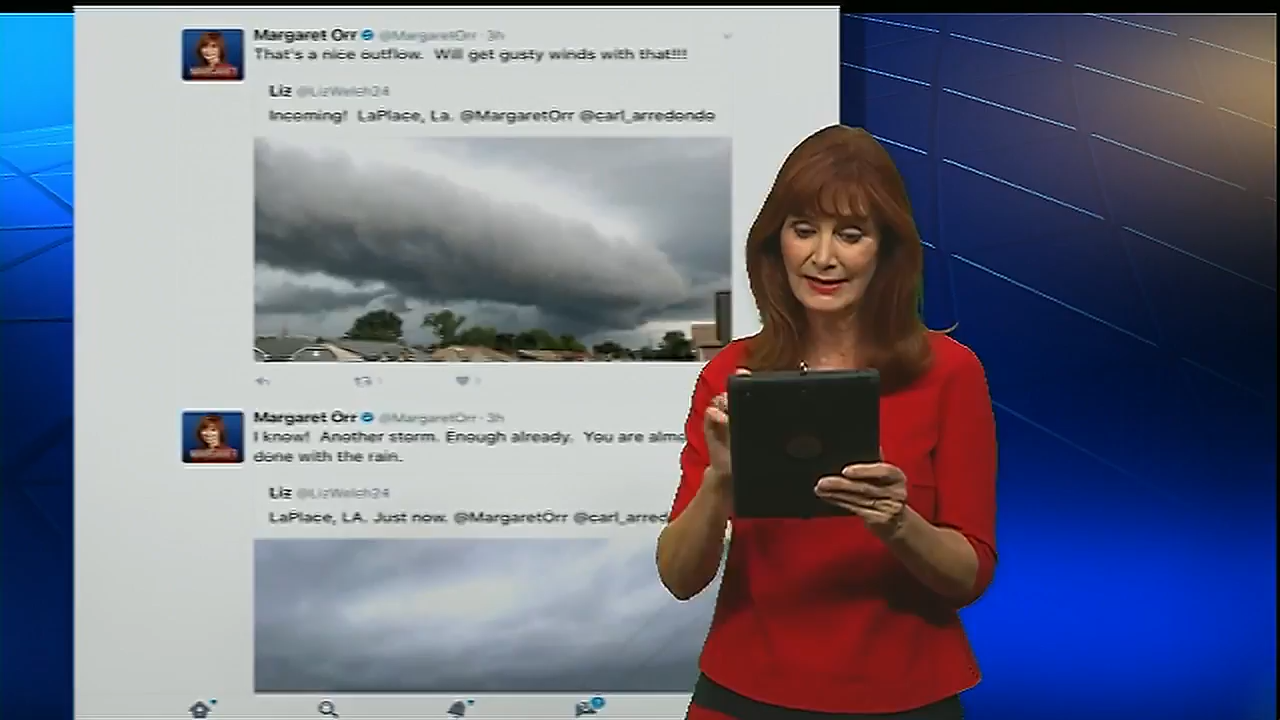 Margaret Orr @MargaretOrr · 3h
That's a nice outflow. Will get gusty winds with that!!!
Liz @LizWelch24
Incoming! LaPlace, La. @MargaretOrr @carl_arredondo
Margaret Orr @MargaretOrr · 3h
I know! Another storm. Enough already. You are almo
done with the rain.
Liz @LizWelch24
LaPlace, LA. Just now. @MargaretOrr @carl_arred